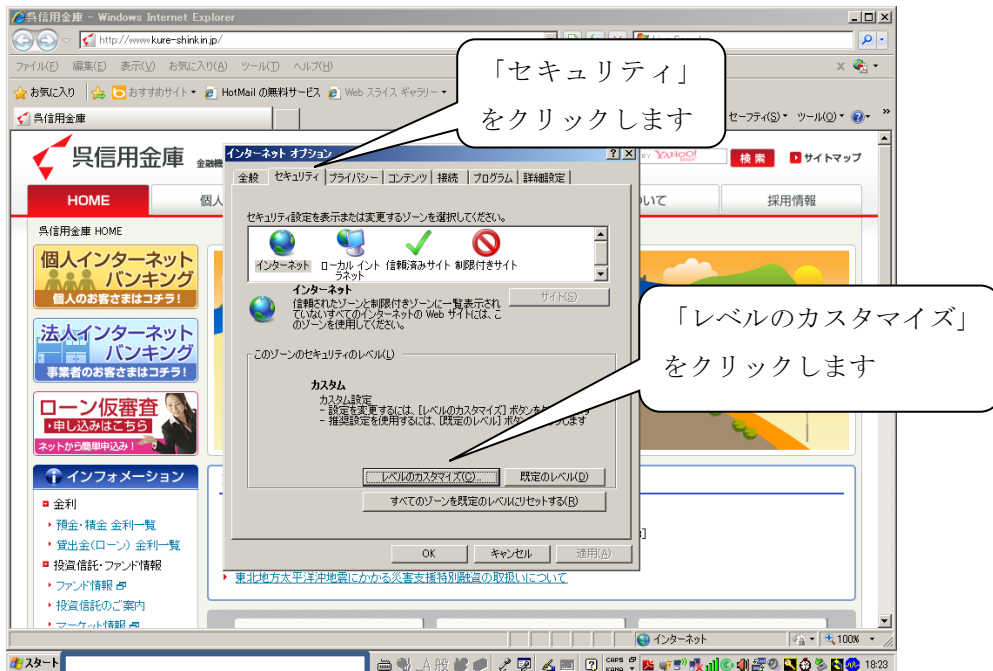 呉信用金庫 - Windows Internet Explorer
http://www.kure-shinkin.jp/
ファイル(F) 編集(E) 表示(V) お気に入り(A) ツール(T) ヘルプ(H)
お気に入り おすすめサイト HotMail の無料サービス Web スライス ギャラリー
呉信用金庫
セーフティ(S) ツール(O)
「セキュリティ」
をクリックします
呉信用金庫
BY YAHOO!
検索
サイトマップ
HOME
個人
ついて
採用情報
呉信用金庫 HOME
個人インターネット
バンキング
個人のお客さまはコチラ!
法人インターネット
バンキング
事業者のお客さまはコチラ!
ローン仮審査
申し込みはこちら
ネットから簡単申込み!
インフォメーション
金利
預金・積金 金利一覧
貸出金(ローン) 金利一覧
投資信託・ファンド情報
ファンド情報
投資信託のご案内
マーケット情報
インターネット オプション
全般 セキュリティ プライバシー コンテンツ 接続 プログラム 詳細設定
セキュリティ設定を表示または変更するゾーンを選択してください。
インターネット ローカル イントラネット 信頼済みサイト 制限付きサイト
インターネット
サイト(S)
信頼されたゾーンと制限付きゾーンに一覧表示され
ていないすべてのインターネットの Web サイトには、こ
のゾーンを使用してください。
このゾーンのセキュリティのレベル(L)
カスタム
カスタム設定
- 設定を変更するには、[レベルのカスタマイズ] ボタンを
- 推奨設定を使用するには、[既定のレベル] ボタン
します
レベルのカスタマイズ(C)... 既定のレベル(D)
すべてのゾーンを既定のレベルにリセットする(R)
OK キャンセル 適用(A)
「レベルのカスタマイズ」
をクリックします
東北地方太平洋沖地震にかかる災害支援特別融資の取扱いについて
インターネット
100%
スタート
A 般
CAPS
KANA
18:23